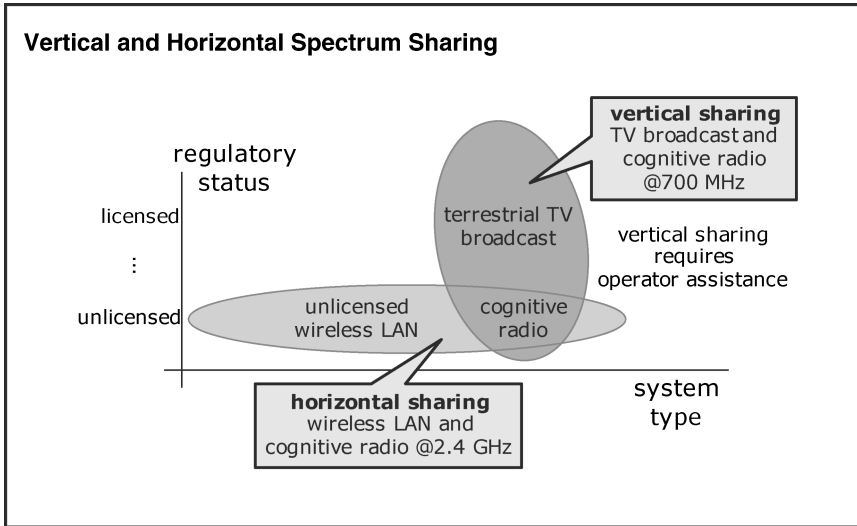 Vertical and Horizontal Spectrum Sharing
vertical sharing
TV broadcast and
cognitive radio
@700 MHz
regulatory
status
licensed
⋮
unlicensed
terrestrial TV
broadcast
vertical sharing
requires
operator assistance
unlicensed
wireless LAN
cognitive
radio
horizontal sharing
wireless LAN and
cognitive radio @2.4 GHz
system
type